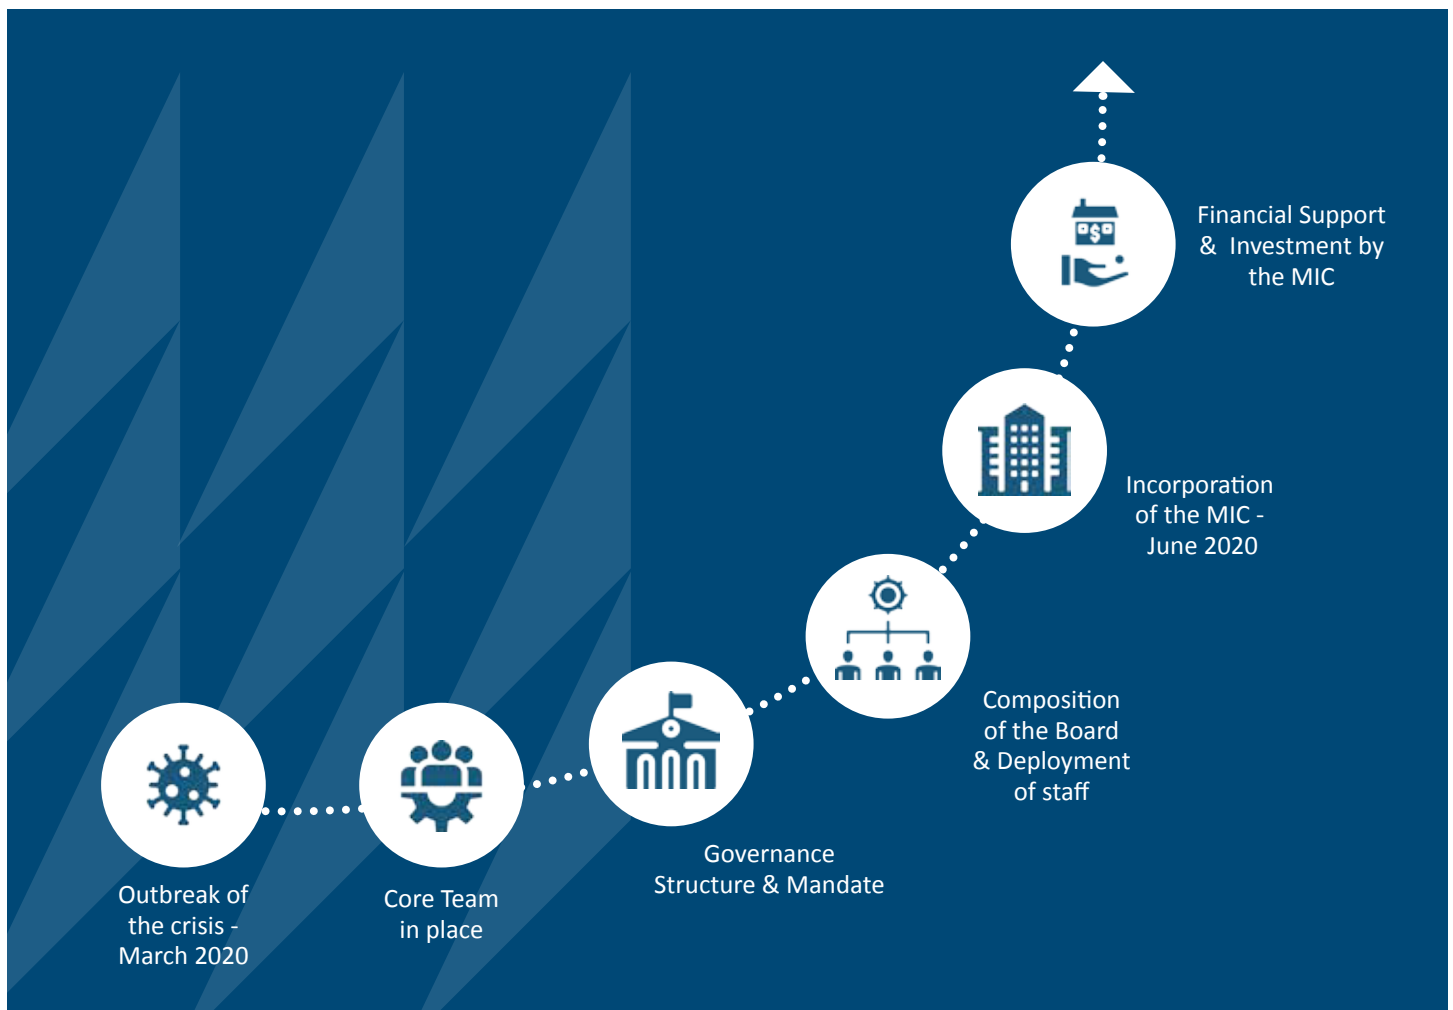 Outbreak of
the crisis -
March 2020
Core Team
in place
Governance
Structure & Mandate
Composition
of the Board
& Deployment
of staff
Incorporation
of the MIC -
June 2020
Financial Support
& Investment by
the MIC
$